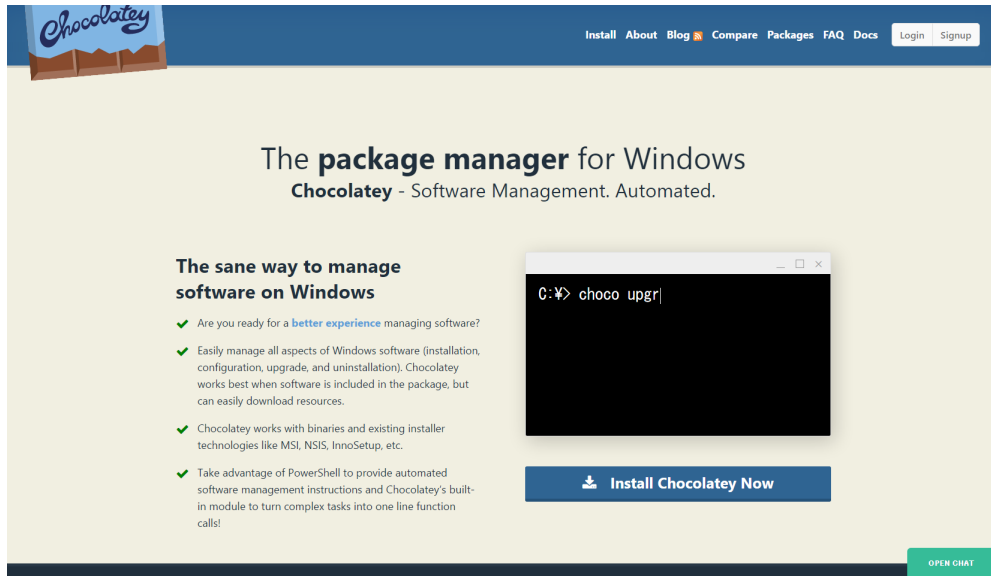 Chocolatey
Install About Blog Compare Packages FAQ Docs Login Signup
The package manager for Windows
Chocolatey - Software Management. Automated.
The sane way to manage
software on Windows
Are you ready for a better experience managing software?
Easily manage all aspects of Windows software (installation,
configuration, upgrade, and uninstallation). Chocolatey
works best when software is included in the package, but
can easily download resources.
Chocolatey works with binaries and existing installer
technologies like MSI, NSIS, InnoSetup, etc.
Take advantage of PowerShell to provide automated
software management instructions and Chocolatey's built-
in module to turn complex tasks into one line function
calls!
C:¥> choco upgr
Install Chocolatey Now
OPEN CHAT